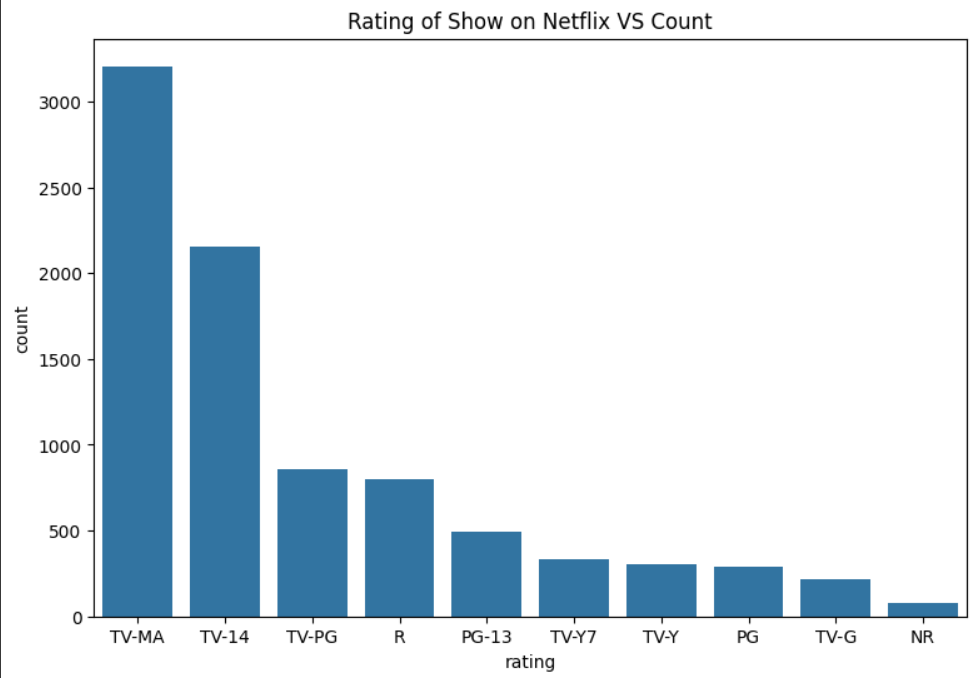 Rating of Show on Netflix VS Count
3000
2500
2000
1500
1000
500
0
count
TV-MA TV-14 TV-PG R PG-13 TV-Y7 TV-Y PG TV-G NR
rating